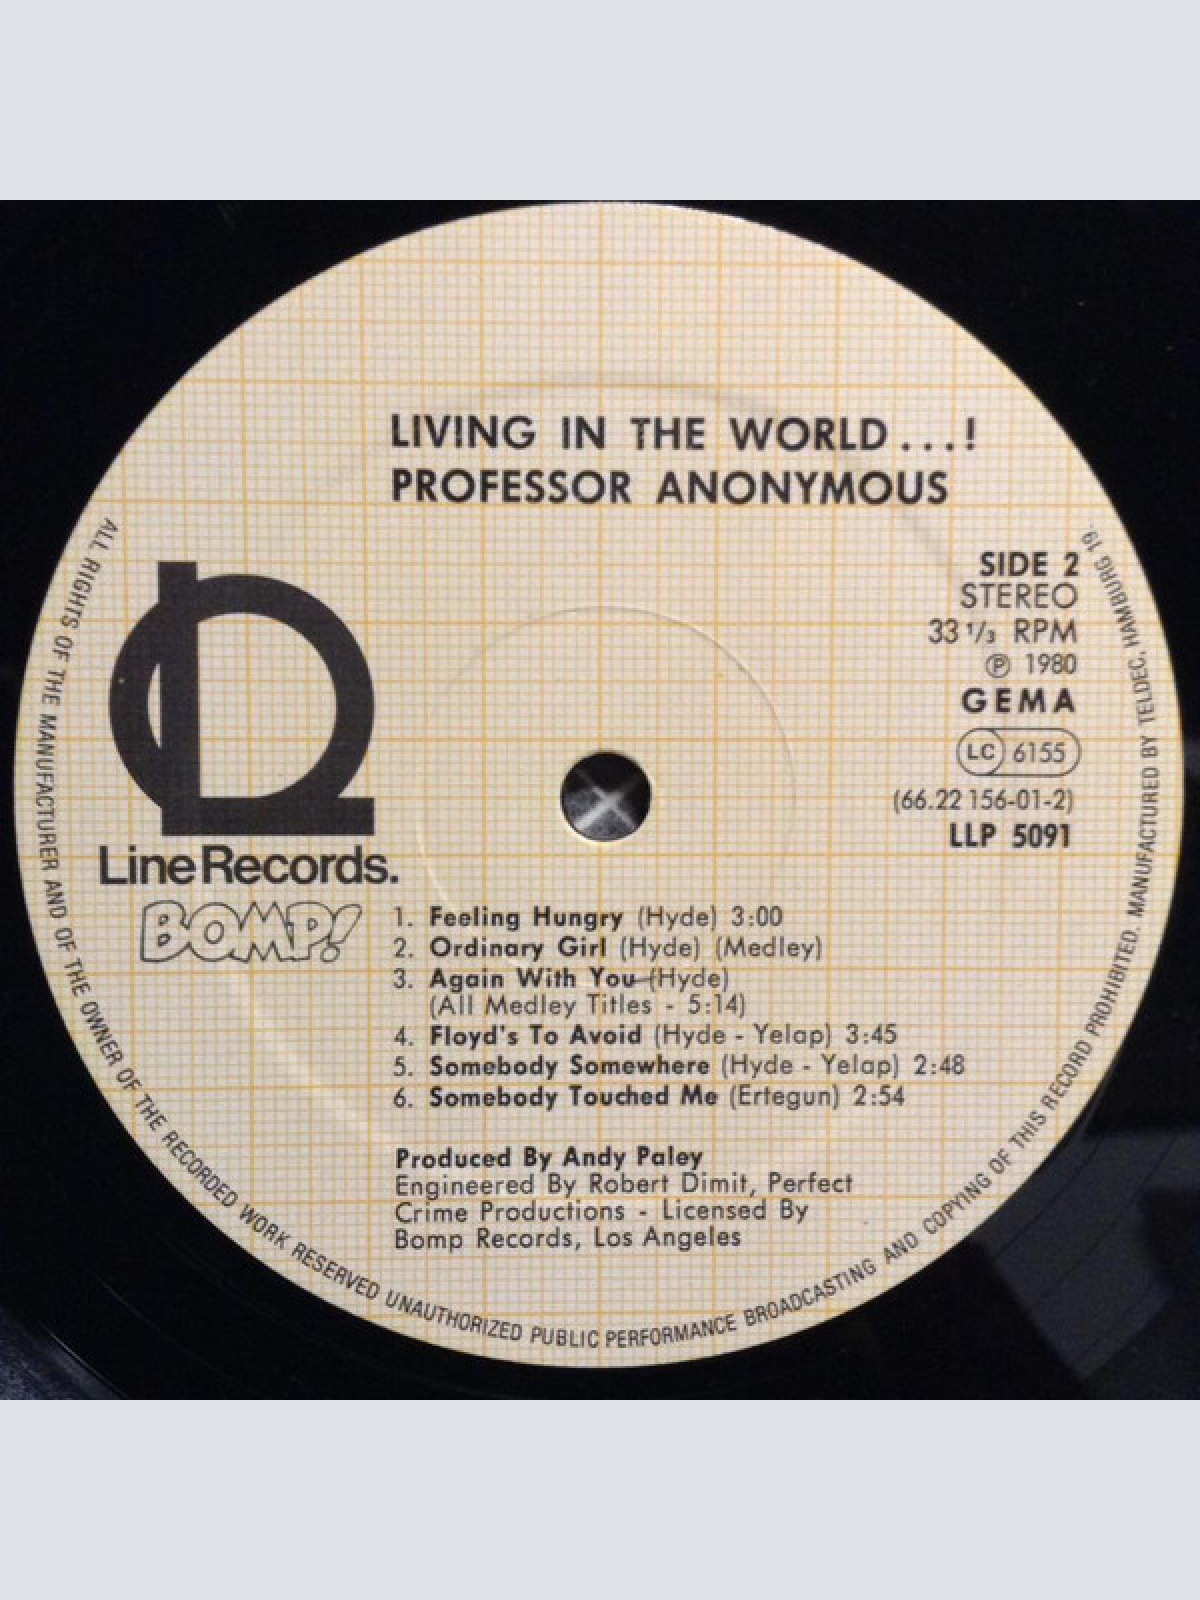 LIVING IN THE WORLD...!
PROFESSOR ANONYMOUS
SIDE 2
STEREO
33 1/3 RPM
Ⓟ 1980
GEMA
LC 6155
(66.22 156-01-2)
LLP 5091
Line Records.
BOMP!
1. Feeling Hungry (Hyde) 3:00
2. Ordinary Girl (Hyde) (Medley)
3. Again With You (Hyde)
(All Medley Titles - 5:14)
4. Floyd's To Avoid (Hyde - Yelap) 3:45
5. Somebody Somewhere (Hyde - Yelap) 2:48
6. Somebody Touched Me (Ertegun) 2:54
Produced By Andy Paley
Engineered By Robert Dimit, Perfect
Crime Productions - Licensed By
Bomp Records, Los Angeles
ALL RIGHTS OF THE MANUFACTURER AND OF THE OWNER OF THE RECORDED WORK RESERVED UNAUTHORIZED PUBLIC PERFORMANCE BROADCASTING AND COPYING OF THIS RECORD PROHIBITED. MANUFACTURED BY TELDEC, HAMBURG 19.